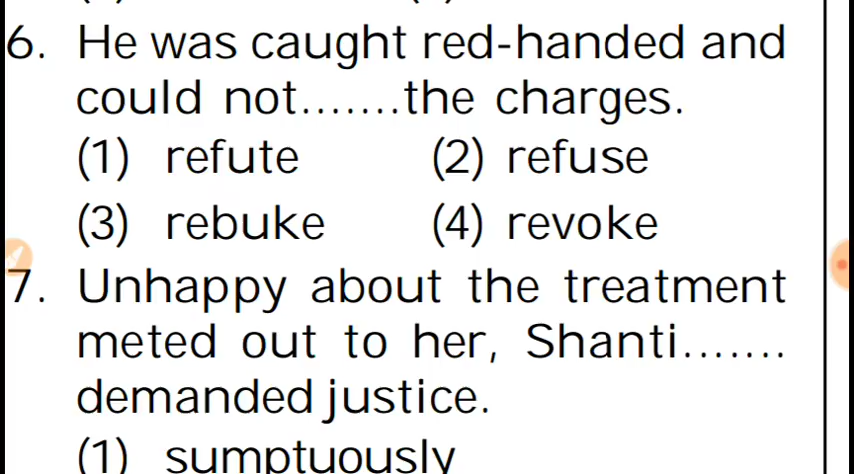 6. He was caught red-handed and
could not.......the charges.
(1) refute (2) refuse
(3) rebuke (4) revoke
7. Unhappy about the treatment
meted out to her, Shanti.......
demanded justice.
(1) sumptuously